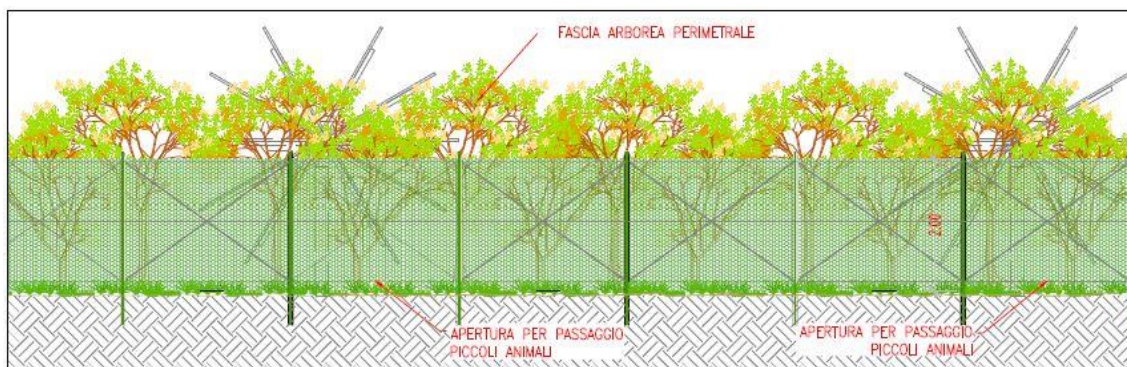 FASCIA ARBOREA PERIMETRALE
2.00
APERTURA PER PASSAGGIO
PICCOLI ANIMALI
APERTURA PER PASSAGGIO
PICCOLI ANIMALI